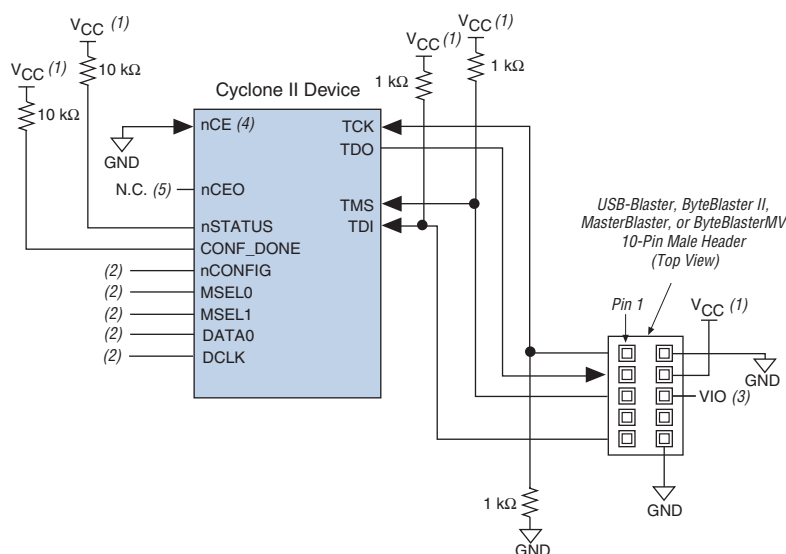 VCC (1)
10 kΩ
VCC (1)
10 kΩ
VCC (1)
1 kΩ
VCC (1)
1 kΩ
Cyclone II Device
nCE (4)
GND
N.C. (5)
nCEO
nSTATUS
CONF_DONE
(2)
nCONFIG
(2)
MSEL0
(2)
MSEL1
(2)
DATA0
(2)
DCLK
TCK
TDO
TMS
TDI
USB-Blaster, ByteBlaster II,
MasterBlaster, or ByteBlasterMV
10-Pin Male Header
(Top View)
Pin 1
VCC (1)
GND
VIO (3)
GND
1 kΩ
GND